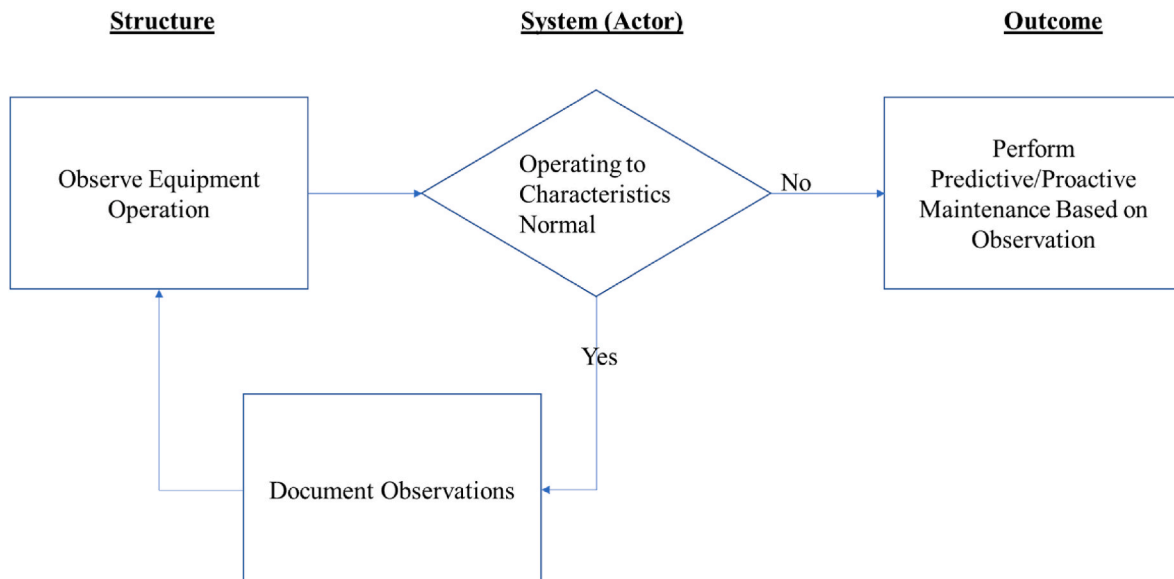 Structure
System (Actor)
Outcome
Observe Equipment
Operation
Operating to
Characteristics
Normal
No
Perform
Predictive/Proactive
Maintenance Based on
Observation
Yes
Document Observations